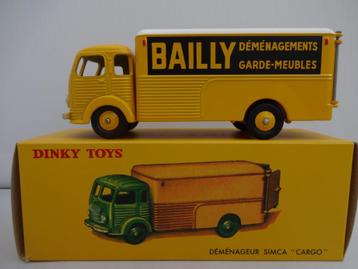 BAILLY
DÉMÉNAGEMENTS
GARDE-MEUBLES
DINKY TOYS
DÉMÉNAGEUR SIMCA "CARGO"